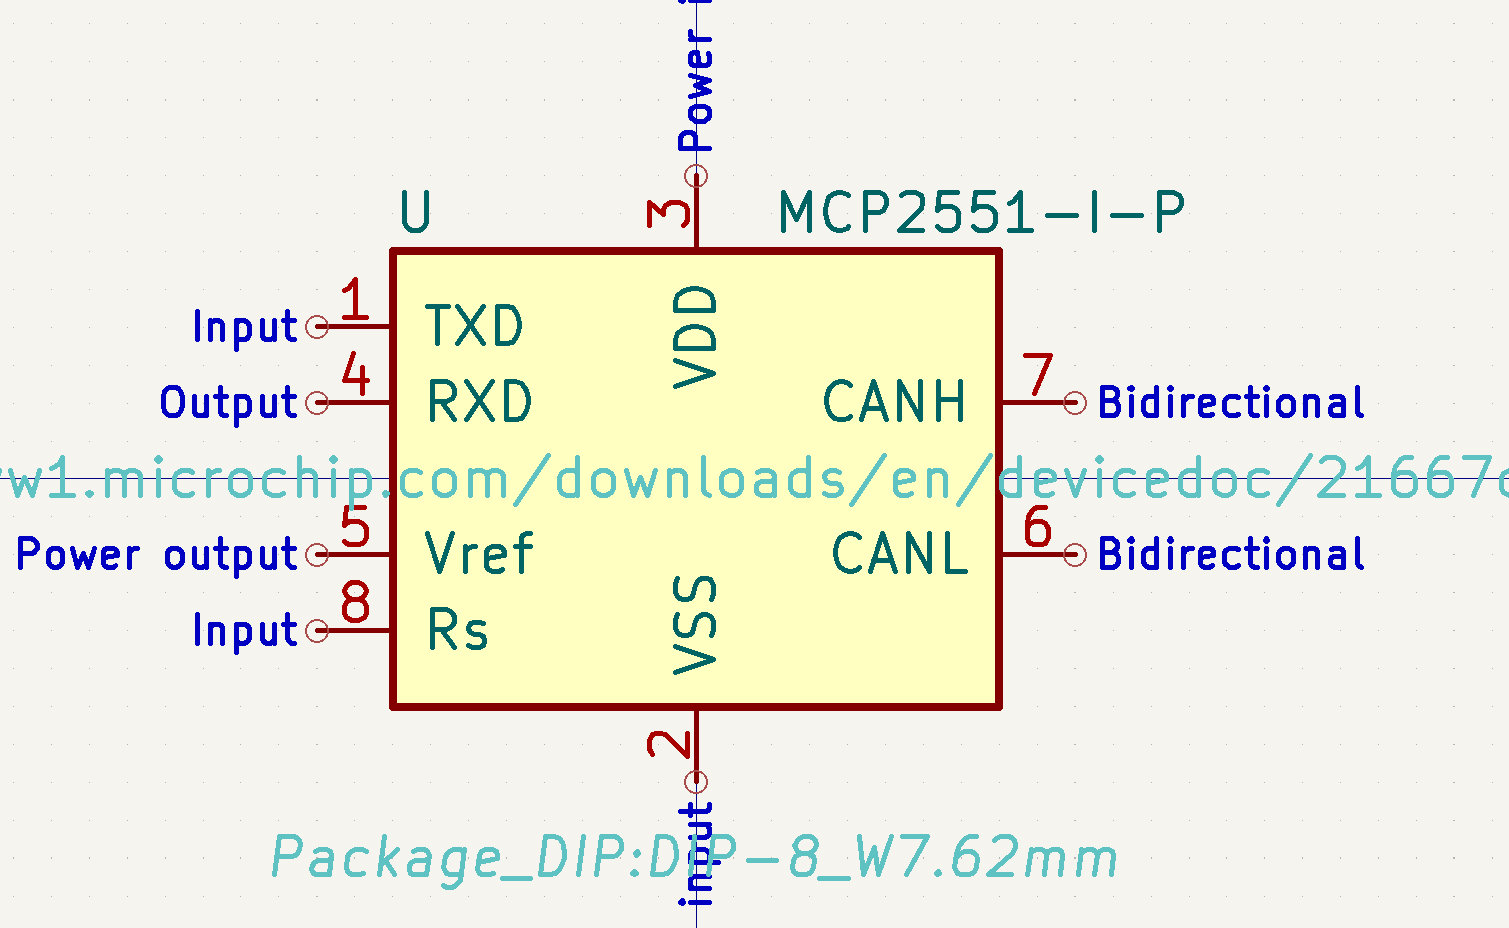 Power i
U
3
MCP2551-I-P
1
Input
TXD
VDD
4
Output
RXD
7
CANH
Bidirectional
w1.microchip.com/downloads/en/devicedoc/21667
5
Power output
Vref
6
CANL
Bidirectional
8
Input
Rs
VSS
2
input
Package_DIP:DIP-8_W7.62mm